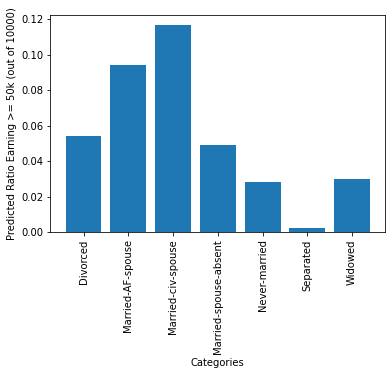 Predicted Ratio Earning >= 50k (out of 10000)
0.12
0.10
0.08
0.06
0.04
0.02
0.00
Divorced
Married-AF-spouse
Married-civ-spouse
Married-spouse-absent
Never-married
Separated
Widowed
Categories